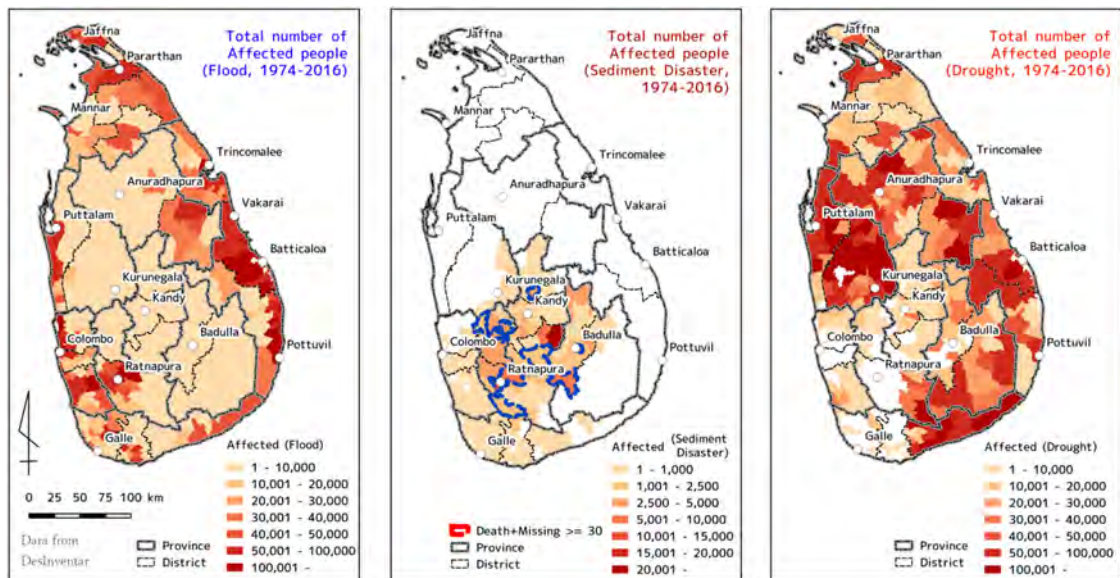 Total number of
Affected people
(Flood, 1974-2016)
Jaffna
Pararthan
Mannar
Trincomalee
Anuradhapura
Vakarai
Puttalam
Batticaloa
Kurunegala
Kandy
Badulla
Colombo
Pottuvil
Ratnapura
Galle
Affected (Flood)
1 - 10,000
10,001 - 20,000
20,001 - 30,000
30,001 - 40,000
40,001 - 50,000
50,001 - 100,000
100,001 -
0 25 50 75 100 km
Dara from
DesInventar
Province
District
Total number of
Affected people
(Sediment Disaster,
1974-2016)
Jaffna
Pararthan
Mannar
Trincomalee
Anuradhapura
Vakarai
Puttalam
Batticaloa
Kurunegala
Kandy
Badulla
Colombo
Pottuvil
Ratnapura
Galle
Affected (Sediment
Disaster)
1 - 1,000
1,001 - 2,500
2,500 - 5,000
5,001 - 10,000
10,001 - 15,000
15,001 - 20,000
20,001 -
Death+Missing >= 30
Province
District
Total number of
Affected people
(Drought, 1974-2016)
Jaffna
Pararthan
Mannar
Trincomalee
Anuradhapura
Vakarai
Puttalam
Batticaloa
Kurunegala
Kandy
Badulla
Colombo
Pottuvil
Ratnapura
Galle
Affected (Drought)
1 - 10,000
10,001 - 20,000
20,001 - 30,000
30,001 - 40,000
40,001 - 50,000
50,001 - 100,000
100,001 -
Province
District